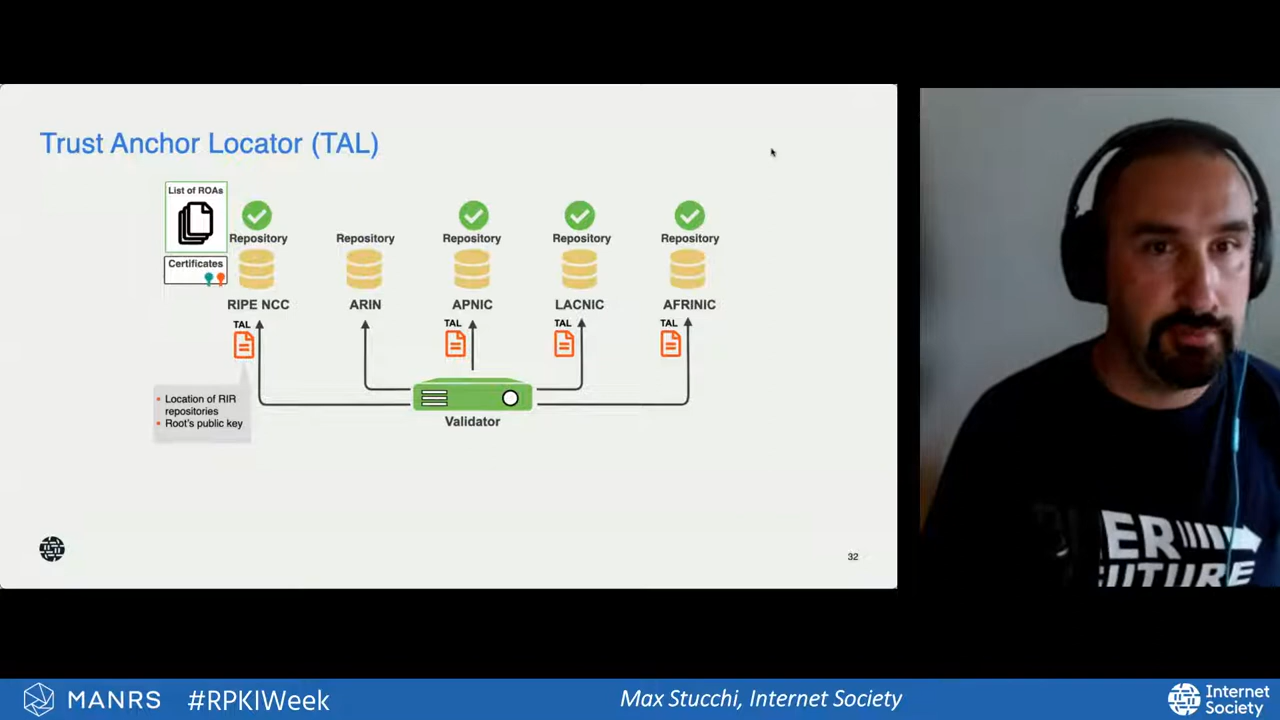 Trust Anchor Locator (TAL)
List of ROAs
Certificates
Repository
Repository
Repository
Repository
Repository
RIPE NCC
ARIN
APNIC
LACNIC
AFRINIC
TAL
TAL
TAL
TAL
• Location of RIR
repositories
• Root's public key
Validator
32
ER
FUTURE
MANRS
#RPKIWeek
Max Stucchi, Internet Society
Internet
Society